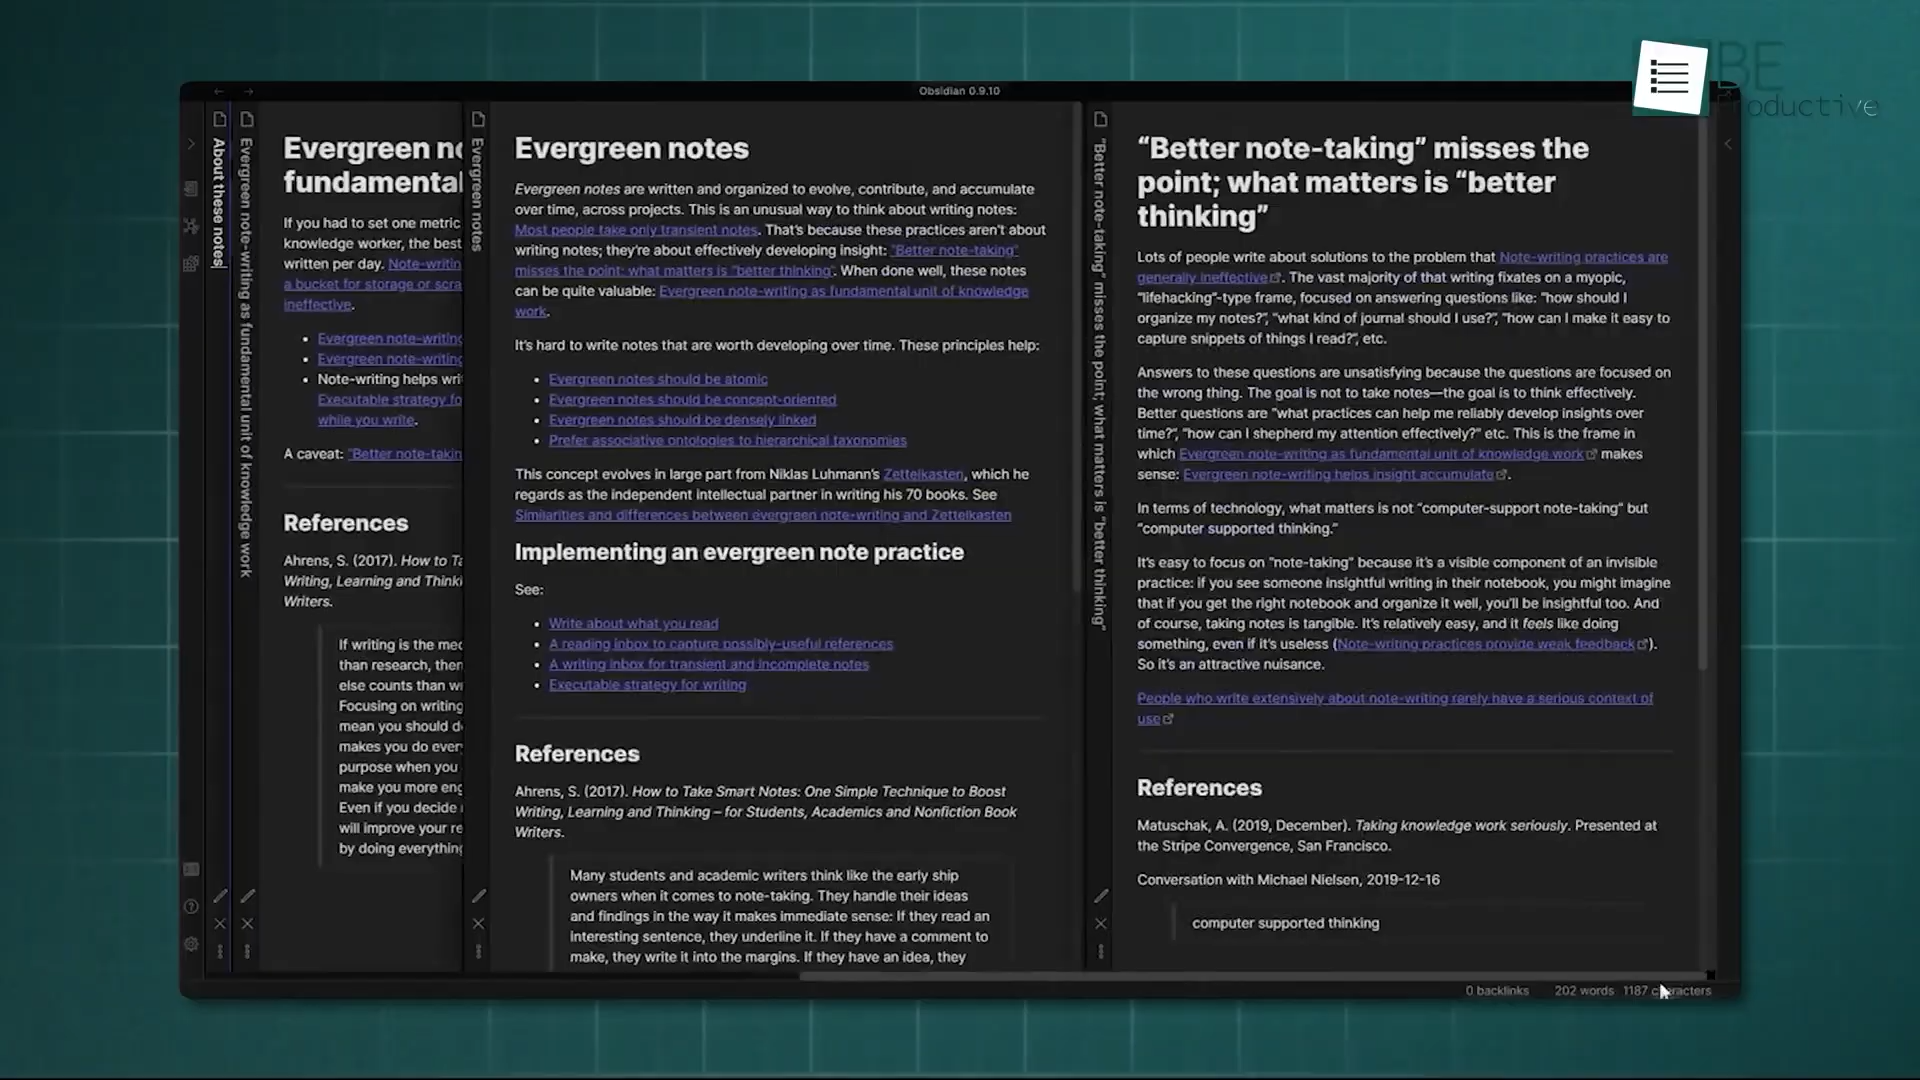 BE
Productive
Obsidian 0.9.10
About these notes
Evergreen note-writing as fundamental unit of knowledge work
Evergreen no
fundamental
If you had to set one metric
knowledge worker, the best
written per day. Note-writin
a bucket for storage or scra
ineffective.
• Evergreen note-writing
• Evergreen note-writing
• Note-writing helps wri
Executable strategy fo
while you write.
A caveat: "Better note-takin
References
Ahrens, S. (2017). How to Ta
Writing, Learning and Thinki
Writers.
If writing is the med
than research, then
else counts than wr
Focusing on writing
mean you should do
makes you do every
purpose when you
make you more eng
Even if you decide
will improve your re
by doing everything
Evergreen notes
Evergreen notes
Evergreen notes are written and organized to evolve, contribute, and accumulate
over time, across projects. This is an unusual way to think about writing notes:
Most people take only transient notes. That's because these practices aren't about
writing notes; they're about effectively developing insight: "Better note-taking"
misses the point; what matters is "better thinking". When done well, these notes
can be quite valuable: Evergreen note-writing as fundamental unit of knowledge
work.
It's hard to write notes that are worth developing over time. These principles help:
• Evergreen notes should be atomic
• Evergreen notes should be concept-oriented
• Evergreen notes should be densely linked
• Prefer associative ontologies to hierarchical taxonomies
This concept evolves in large part from Niklas Luhmann's Zettelkasten, which he
regards as the independent intellectual partner in writing his 70 books. See
Similarities and differences between evergreen note-writing and Zettelkasten
Implementing an evergreen note practice
See:
• Write about what you read
• A reading inbox to capture possibly-useful references
• A writing inbox for transient and incomplete notes
• Executable strategy for writing
References
Ahrens, S. (2017). How to Take Smart Notes: One Simple Technique to Boost
Writing, Learning and Thinking – for Students, Academics and Nonfiction Book
Writers.
Many students and academic writers think like the early ship
owners when it comes to note-taking. They handle their ideas
and findings in the way it makes immediate sense: If they read an
interesting sentence, they underline it. If they have a comment to
make, they write it into the margins. If they have an idea, they
"Better note-taking" misses the point; what matters is "better thinking"
“Better note-taking” misses the
point; what matters is “better
thinking”
Lots of people write about solutions to the problem that Note-writing practices are
generally ineffective. The vast majority of that writing fixates on a myopic,
“lifehacking”-type frame, focused on answering questions like: “how should I
organize my notes?”, “what kind of journal should I use?”, “how can I make it easy to
capture snippets of things I read?”, etc.
Answers to these questions are unsatisfying because the questions are focused on
the wrong thing. The goal is not to take notes—the goal is to think effectively.
Better questions are “what practices can help me reliably develop insights over
time?”, “how can I shepherd my attention effectively?” etc. This is the frame in
which Evergreen note-writing as fundamental unit of knowledge work makes
sense: Evergreen note-writing helps insight accumulate.
In terms of technology, what matters is not “computer-support note-taking” but
“computer supported thinking.”
It's easy to focus on “note-taking” because it's a visible component of an invisible
practice: if you see someone insightful writing in their notebook, you might imagine
that if you get the right notebook and organize it well, you'll be insightful too. And
of course, taking notes is tangible. It's relatively easy, and it feels like doing
something, even if it's useless (Note-writing practices provide weak feedback).
So it's an attractive nuisance.
People who write extensively about note-writing rarely have a serious context of
use
References
Matuschak, A. (2019, December). Taking knowledge work seriously. Presented at
the Stripe Convergence, San Francisco.
Conversation with Michael Nielsen, 2019-12-16
computer supported thinking
0 backlinks 202 words 1187 characters